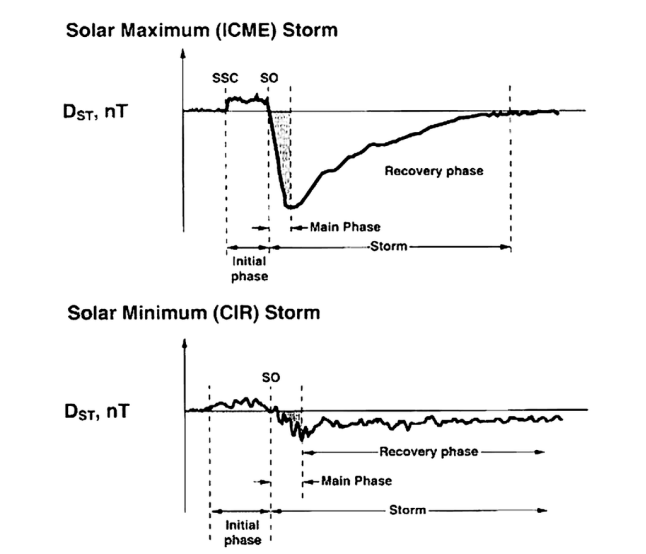 Solar Maximum (ICME) Storm
SSC SO
DST, nT
Recovery phase
Main Phase
Storm
Initial
phase
Solar Minimum (CIR) Storm
SO
DST, nT
Recovery phase
Main Phase
Storm
Initial
phase